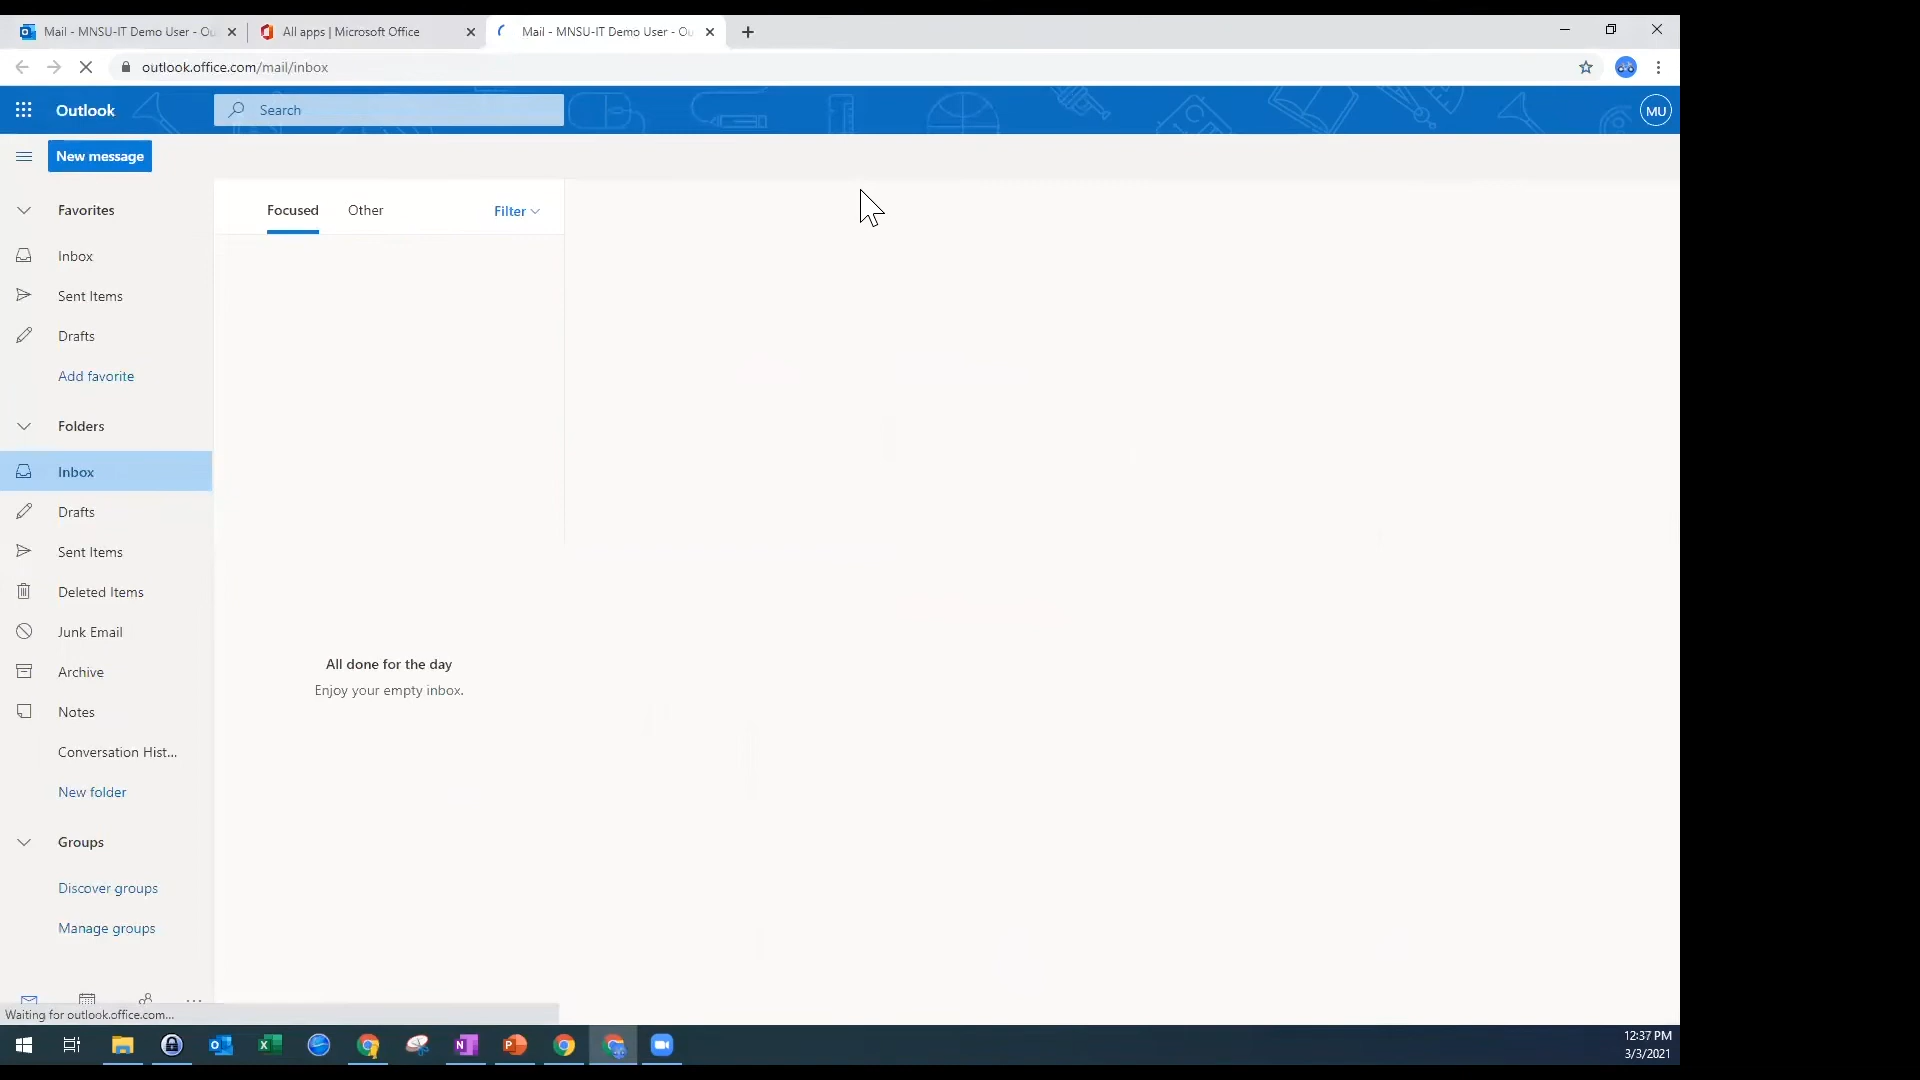 Mail - MNSU-IT Demo User - Ou
All apps | Microsoft Office
Mail - MNSU-IT Demo User - Ou
outlook.office.com/mail/inbox
Outlook
Search
MU
New message
Favorites
Focused
Other
Filter
Inbox
Sent Items
Drafts
Add favorite
Folders
Inbox
Drafts
Sent Items
Deleted Items
Junk Email
All done for the day
Enjoy your empty inbox.
Archive
Notes
Conversation Hist...
New folder
Groups
Discover groups
Manage groups
Waiting for outlook.office.com...
12:37 PM
3/3/2021